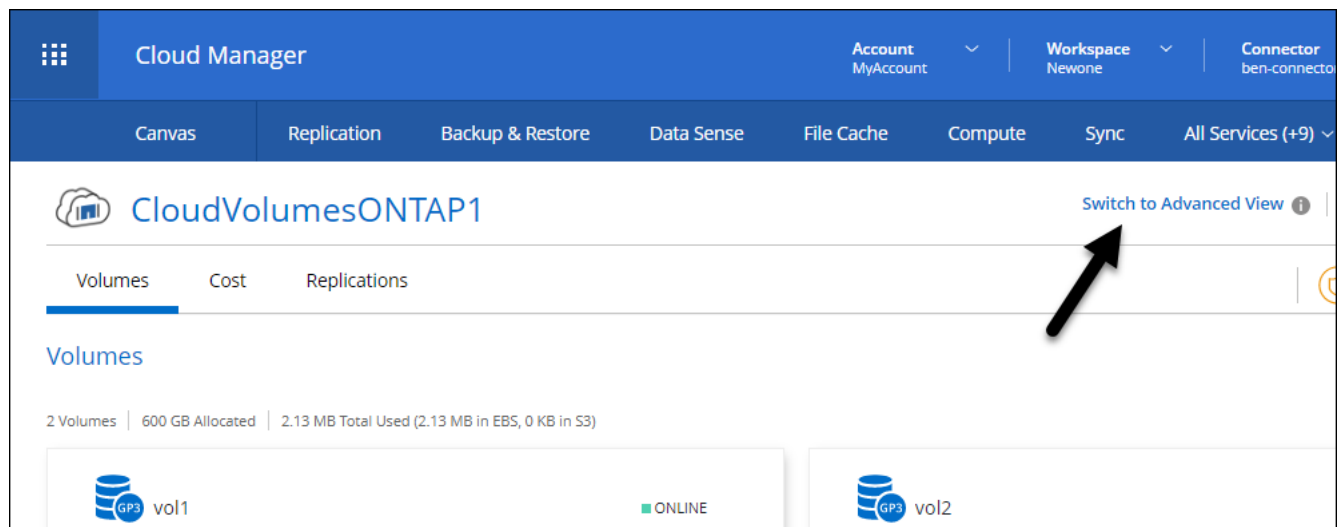 Cloud Manager
Account
MyAccount
Workspace
Newone
Connector
Canvas
Replication
Backup & Restore
Data Sense
File Cache
Compute
Sync
All Services (+9)
CloudVolumesONTAP1
Switch to Advanced View
Volumes
Cost
Replications
Volumes
2 Volumes | 600 GB Allocated | 2.13 MB Total Used (2.13 MB in EBS, 0 KB in S3)
GP3
vol1
ONLINE
GP3
vol2